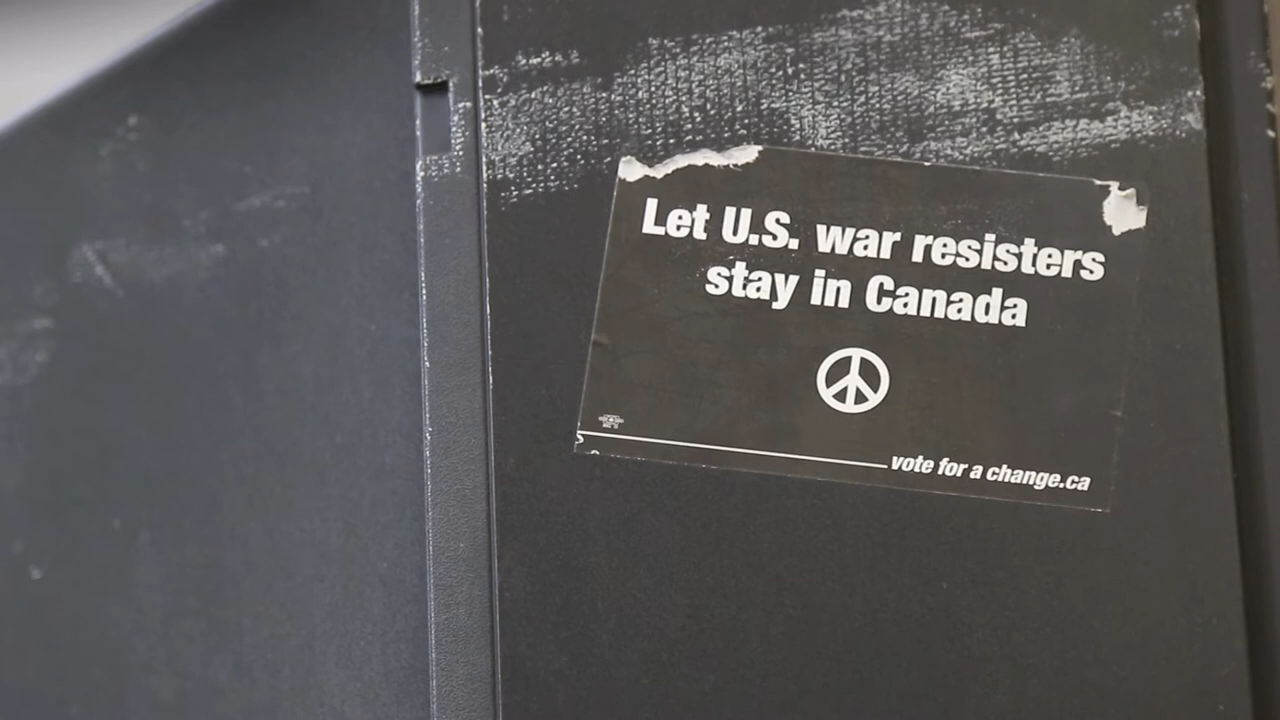 Let U.S. war resisters
stay in Canada
vote for a change.ca